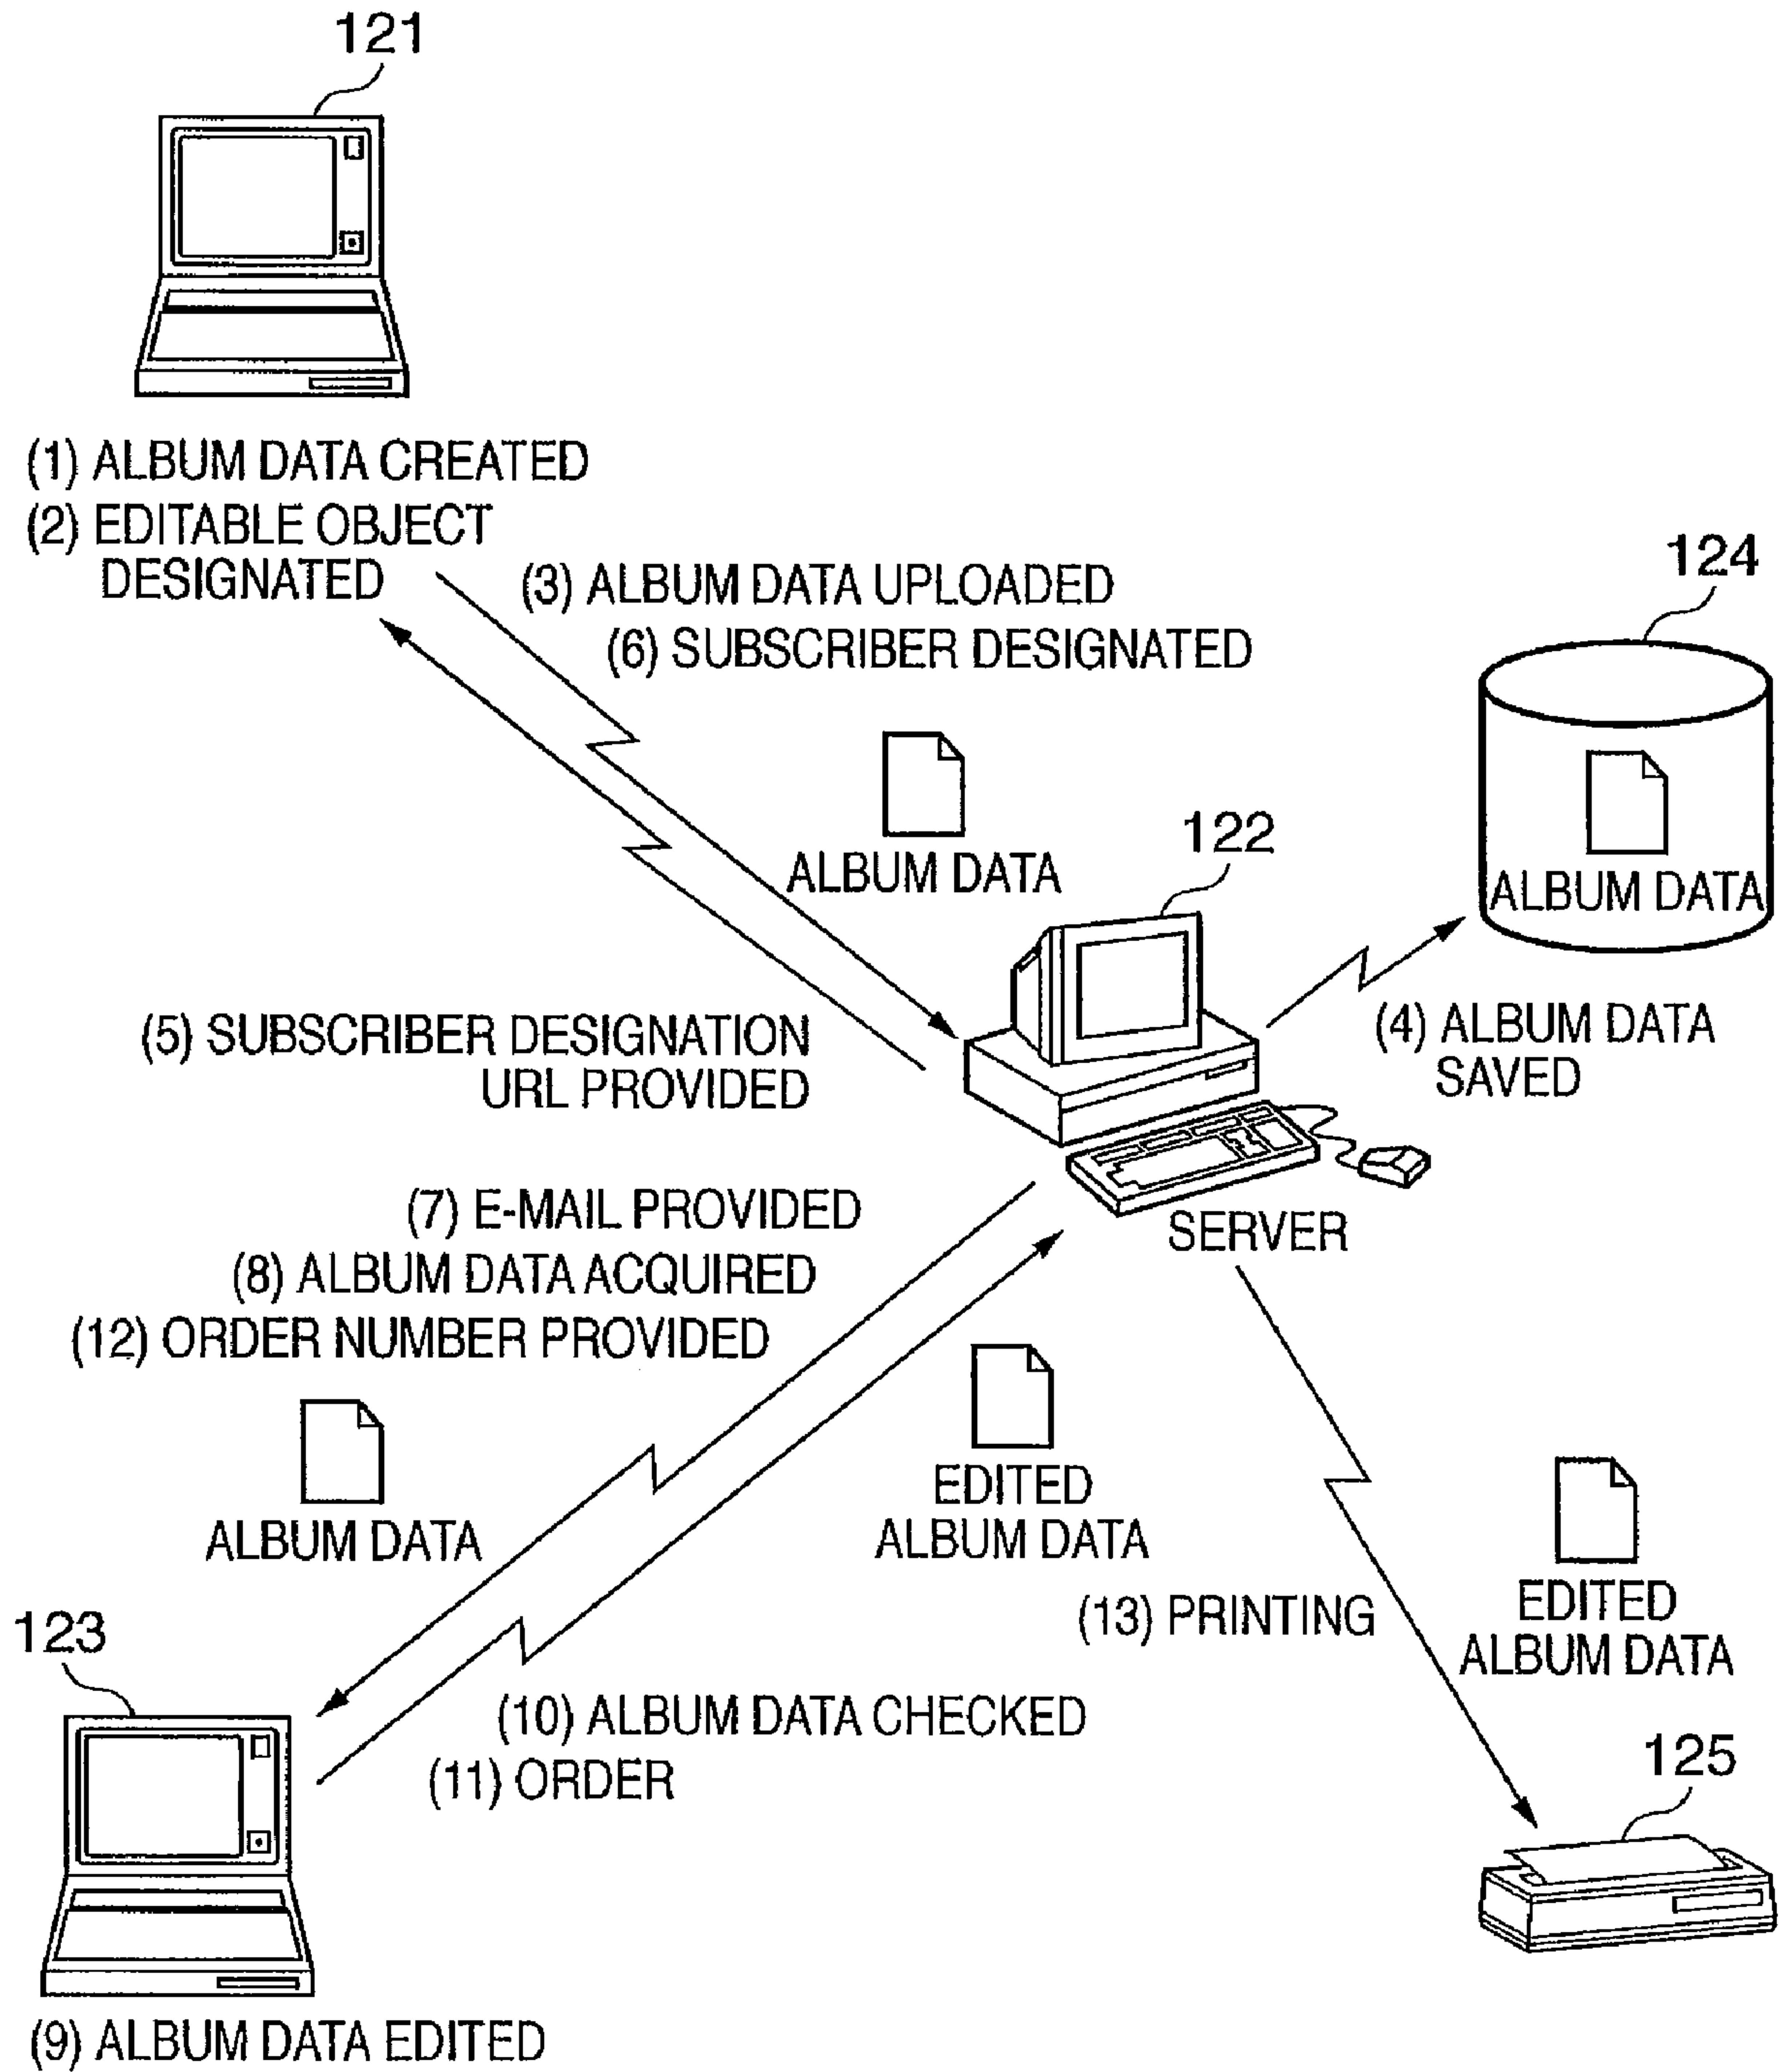 121
(1) ALBUM DATA CREATED
(2) EDITABLE OBJECT
DESIGNATED
(3) ALBUM DATA UPLOADED
(6) SUBSCRIBER DESIGNATED
124
ALBUM DATA
ALBUM DATA
122
(4) ALBUM DATA
SAVED
(5) SUBSCRIBER DESIGNATION
URL PROVIDED
SERVER
(7) E-MAIL PROVIDED
(8) ALBUM DATA ACQUIRED
(12) ORDER NUMBER PROVIDED
ALBUM DATA
EDITED
ALBUM DATA
(13) PRINTING
EDITED
ALBUM DATA
123
(10) ALBUM DATA CHECKED
(11) ORDER
125
(9) ALBUM DATA EDITED